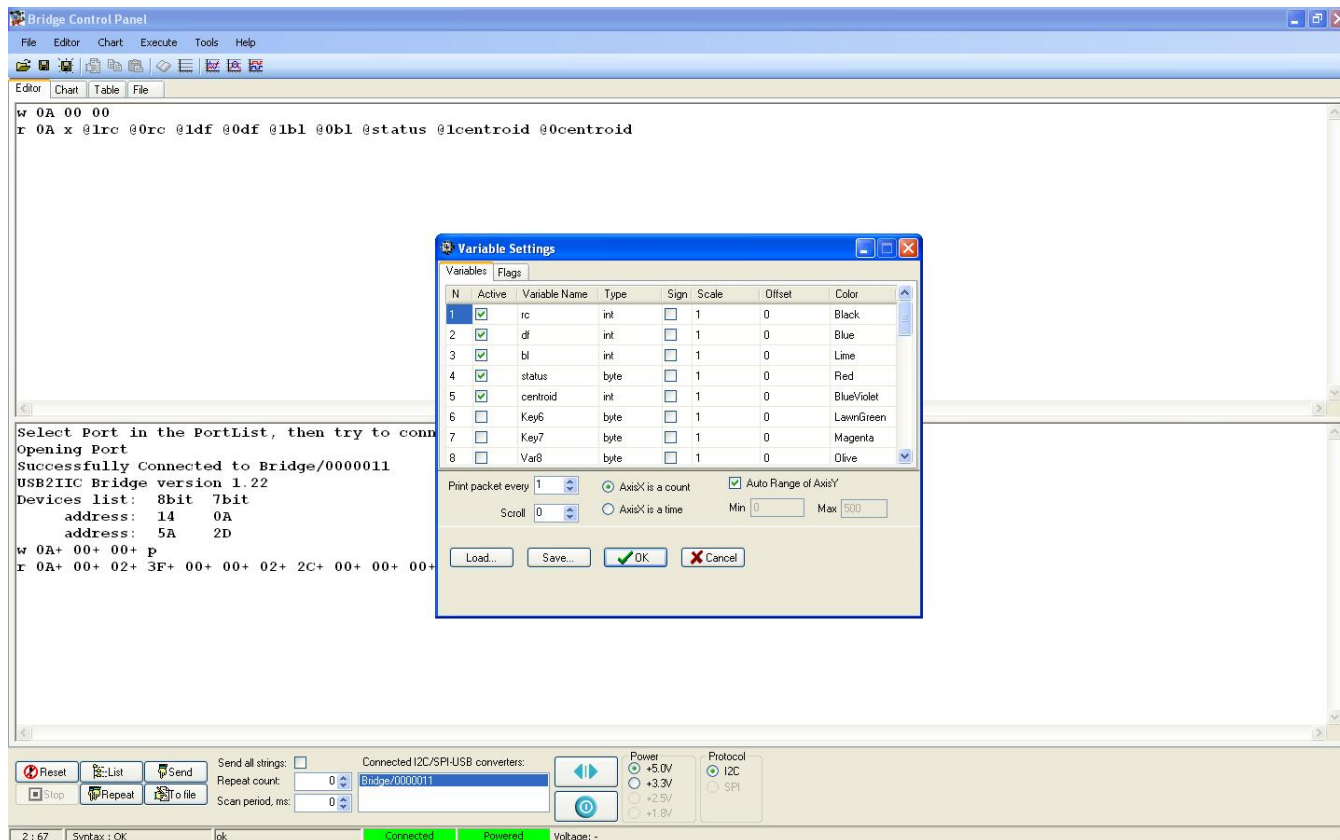 Bridge Control Panel
File Editor Chart Execute Tools Help
Editor Chart Table File
w 0A 00 00
r 0A x @1rc @0rc @1df @0df @1bl @0bl @status @1centroid @0centroid
Variable Settings
Variables Flags
N Active Variable Name Type Sign Scale Offset Color
1 rc int 1 0 Black
2 df int 1 0 Blue
3 bl int 1 0 Lime
4 status byte 1 0 Red
5 centroid int 1 0 BlueViolet
6 Key6 byte 1 0 LawnGreen
7 Key7 byte 1 0 Magenta
8 Var8 byte 1 0 Olive
Print packet every 1 AxisX is a count Auto Range of AxisY
Scroll 0 AxisX is a time Min 0 Max 500
Load... Save... OK Cancel
Select Port in the PortList, then try to conn
Opening Port
Successfully Connected to Bridge/0000011
USB2IIC Bridge version 1.22
Devices list: 8bit 7bit
address: 14 0A
address: 5A 2D
w 0A+ 00+ 00+ p
r 0A+ 00+ 02+ 3F+ 00+ 00+ 02+ 2C+ 00+ 00+ 00+
Reset List Send
Stop Repeat To file
Send all strings:
Repeat count: 0
Scan period, ms: 0
Connected I2C/SPI-USB converters:
Bridge/0000011
Power
+5.0V
+3.3V
+2.5V
+1.8V
Protocol
I2C
SPI
2 : 67 Syntax : OK ok Connected Powered Voltage: -